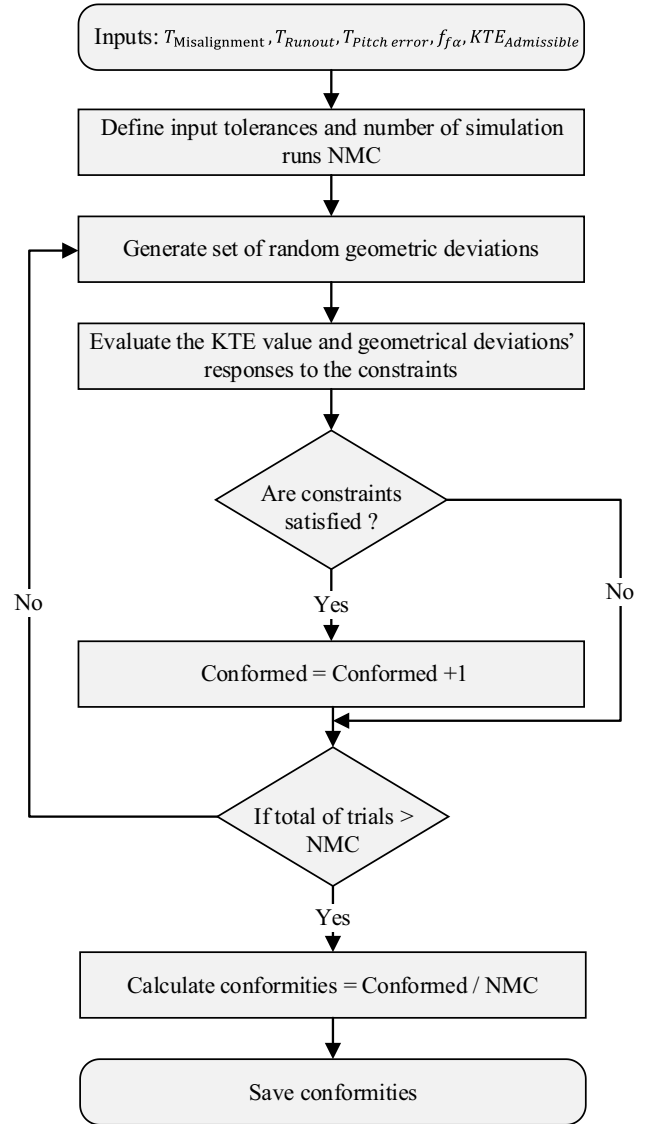 Inputs: T_Misalignment, T_Runout, T_Pitch error, f_fα, KTE_Admissible
Define input tolerances and number of simulation
runs NMC
Generate set of random geometric deviations
Evaluate the KTE value and geometrical deviations’
responses to the constraints
Are constraints
satisfied ?
No
No
Yes
Conformed = Conformed +1
If total of trials >
NMC
Yes
Calculate conformities = Conformed / NMC
Save conformities